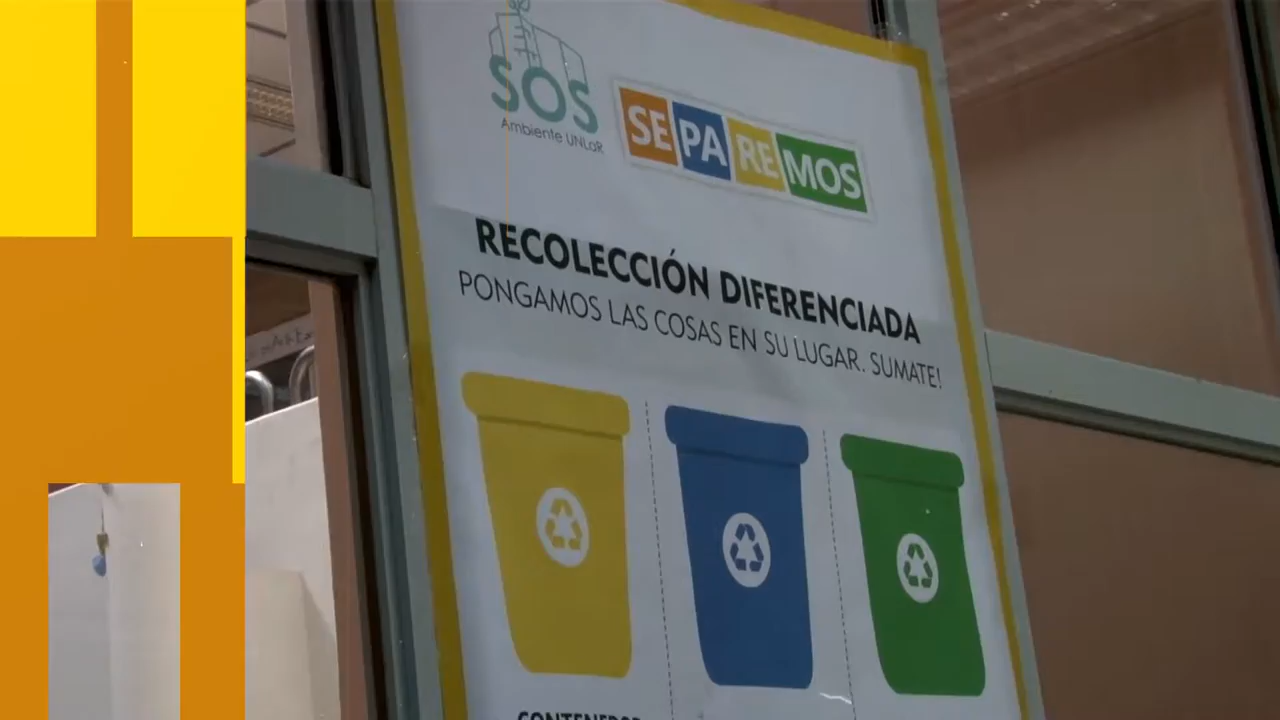 SOS
Ambiente UNLaR
SEPAREMOS
RECOLECCIÓN DIFERENCIADA
PONGAMOS LAS COSAS EN SU LUGAR. SUMATE!